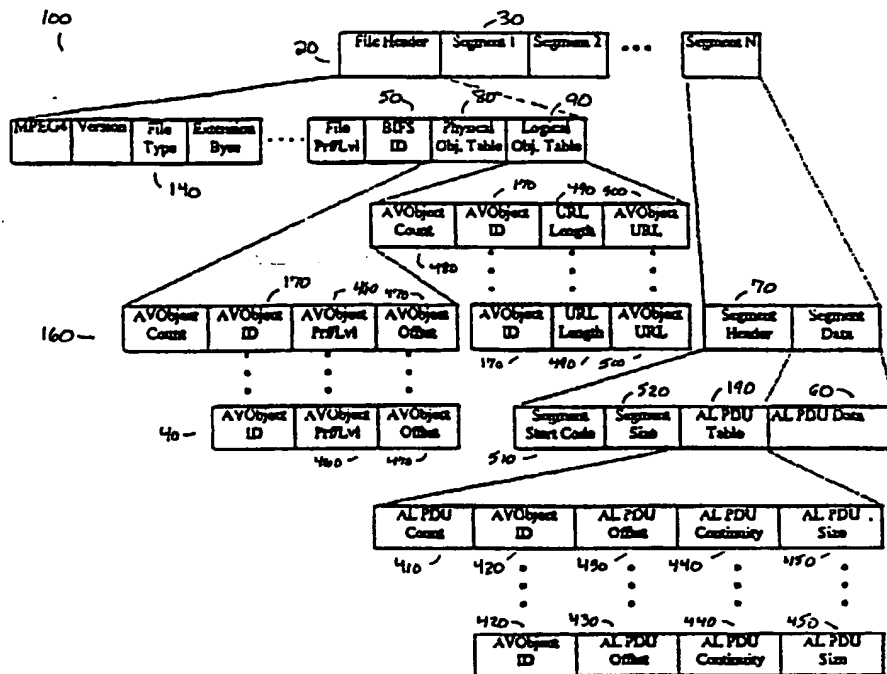 100
30
20
File Header Segment 1 Segment 2 Segment N
50 80 90
MPEG4 Version File Type Extension Bytes File Prf/Lvl BIFS ID Physical Obj. Table Logical Obj. Table
140
170 490 500
AVObject Count AVObject ID URL Length AVObject URL
480
170 460 470 70
160 AVObject Count AVObject ID AVObject Prf/Lvl AVObject Offset AVObject ID URL Length AVObject URL Segment Header Segment Data
170 490 500
520 190 60
40 AVObject ID AVObject Prf/Lvl AVObject Offset Segment Start Code Segment Size AL PDU Table AL PDU Data
460 470 510
AL PDU Count AVObject ID AL PDU Offset AL PDU Continuity AL PDU Size
410 420 430 440 450
420 430 440 450
AVObject ID AL PDU Offset AL PDU Continuity AL PDU Size